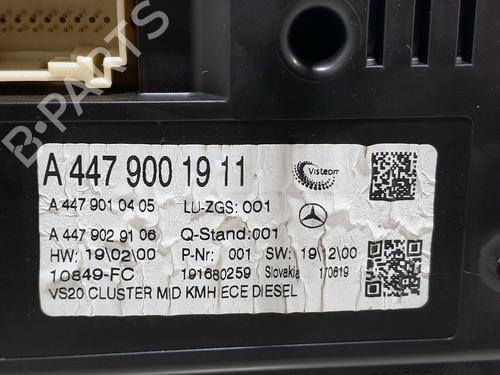 B-PARTS
A 447 900 1911
Visteon
A 447 901 04 05 LU-ZGS: 001
A 447 902 91 06 Q-Stand: 001
HW: 19/02/00 P-Nr: 001 SW: 19/12/00
10849-FC 191680259 Slovakia 170619
VS20 CLUSTER MID KMH ECE DIESEL